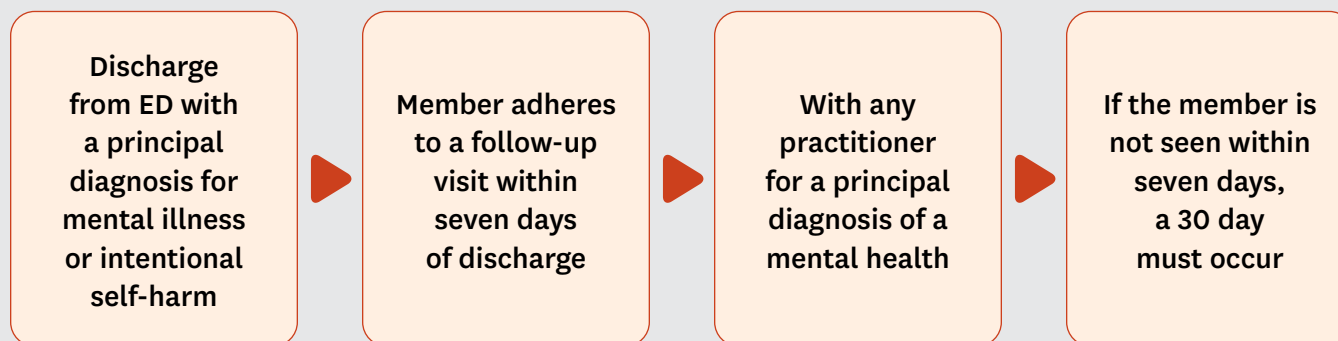 Discharge
from ED with
a principal
diagnosis for
mental illness
or intentional
self-harm
Member adheres
to a follow-up
visit within
seven days
of discharge
With any
practitioner
for a principal
diagnosis of a
mental health
If the member is
not seen within
seven days,
a 30 day
must occur